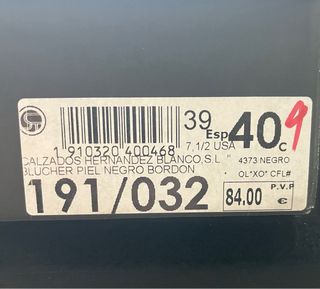 39
Esp 40 c
9
1 910320 400468
7,1/2 USA
CALZADOS HERNANDEZ BLANCO,S.L "
4373 NEGRO
BLUCHER PIEL NEGRO BORDON
QL*XO* CFL#
191/032
84.00
P.V.P
€